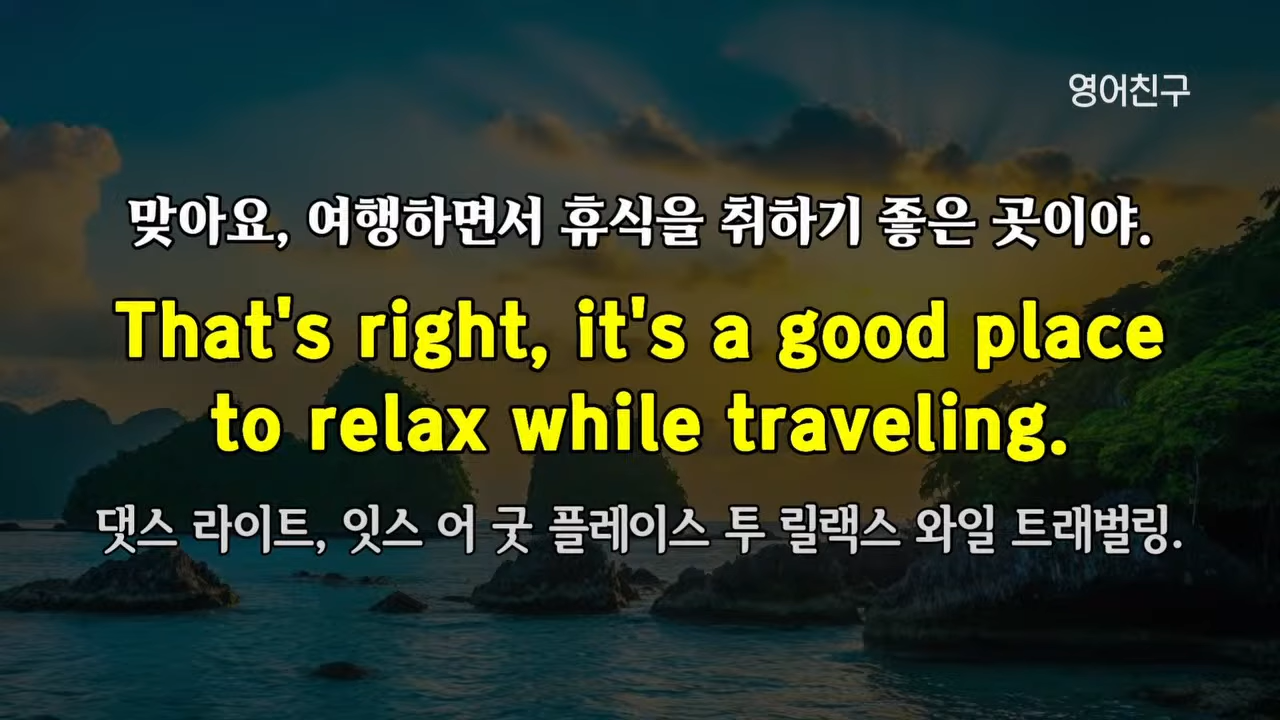 영어친구
맞아요, 여행하면서 휴식을 취하기 좋은 곳이야.
That's right, it's a good place
to relax while traveling.
댓스 라이트, 잇스 어 굿 플레이스 투 릴랙스 와일 트래벌링.